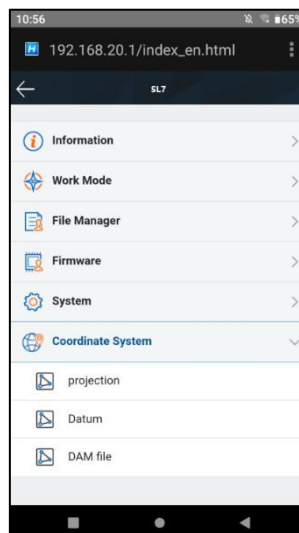 10:56
65%
H
192.168.20.1/index_en.html
SL7
Information
Work Mode
File Manager
Firmware
System
Coordinate System
projection
Datum
DAM file